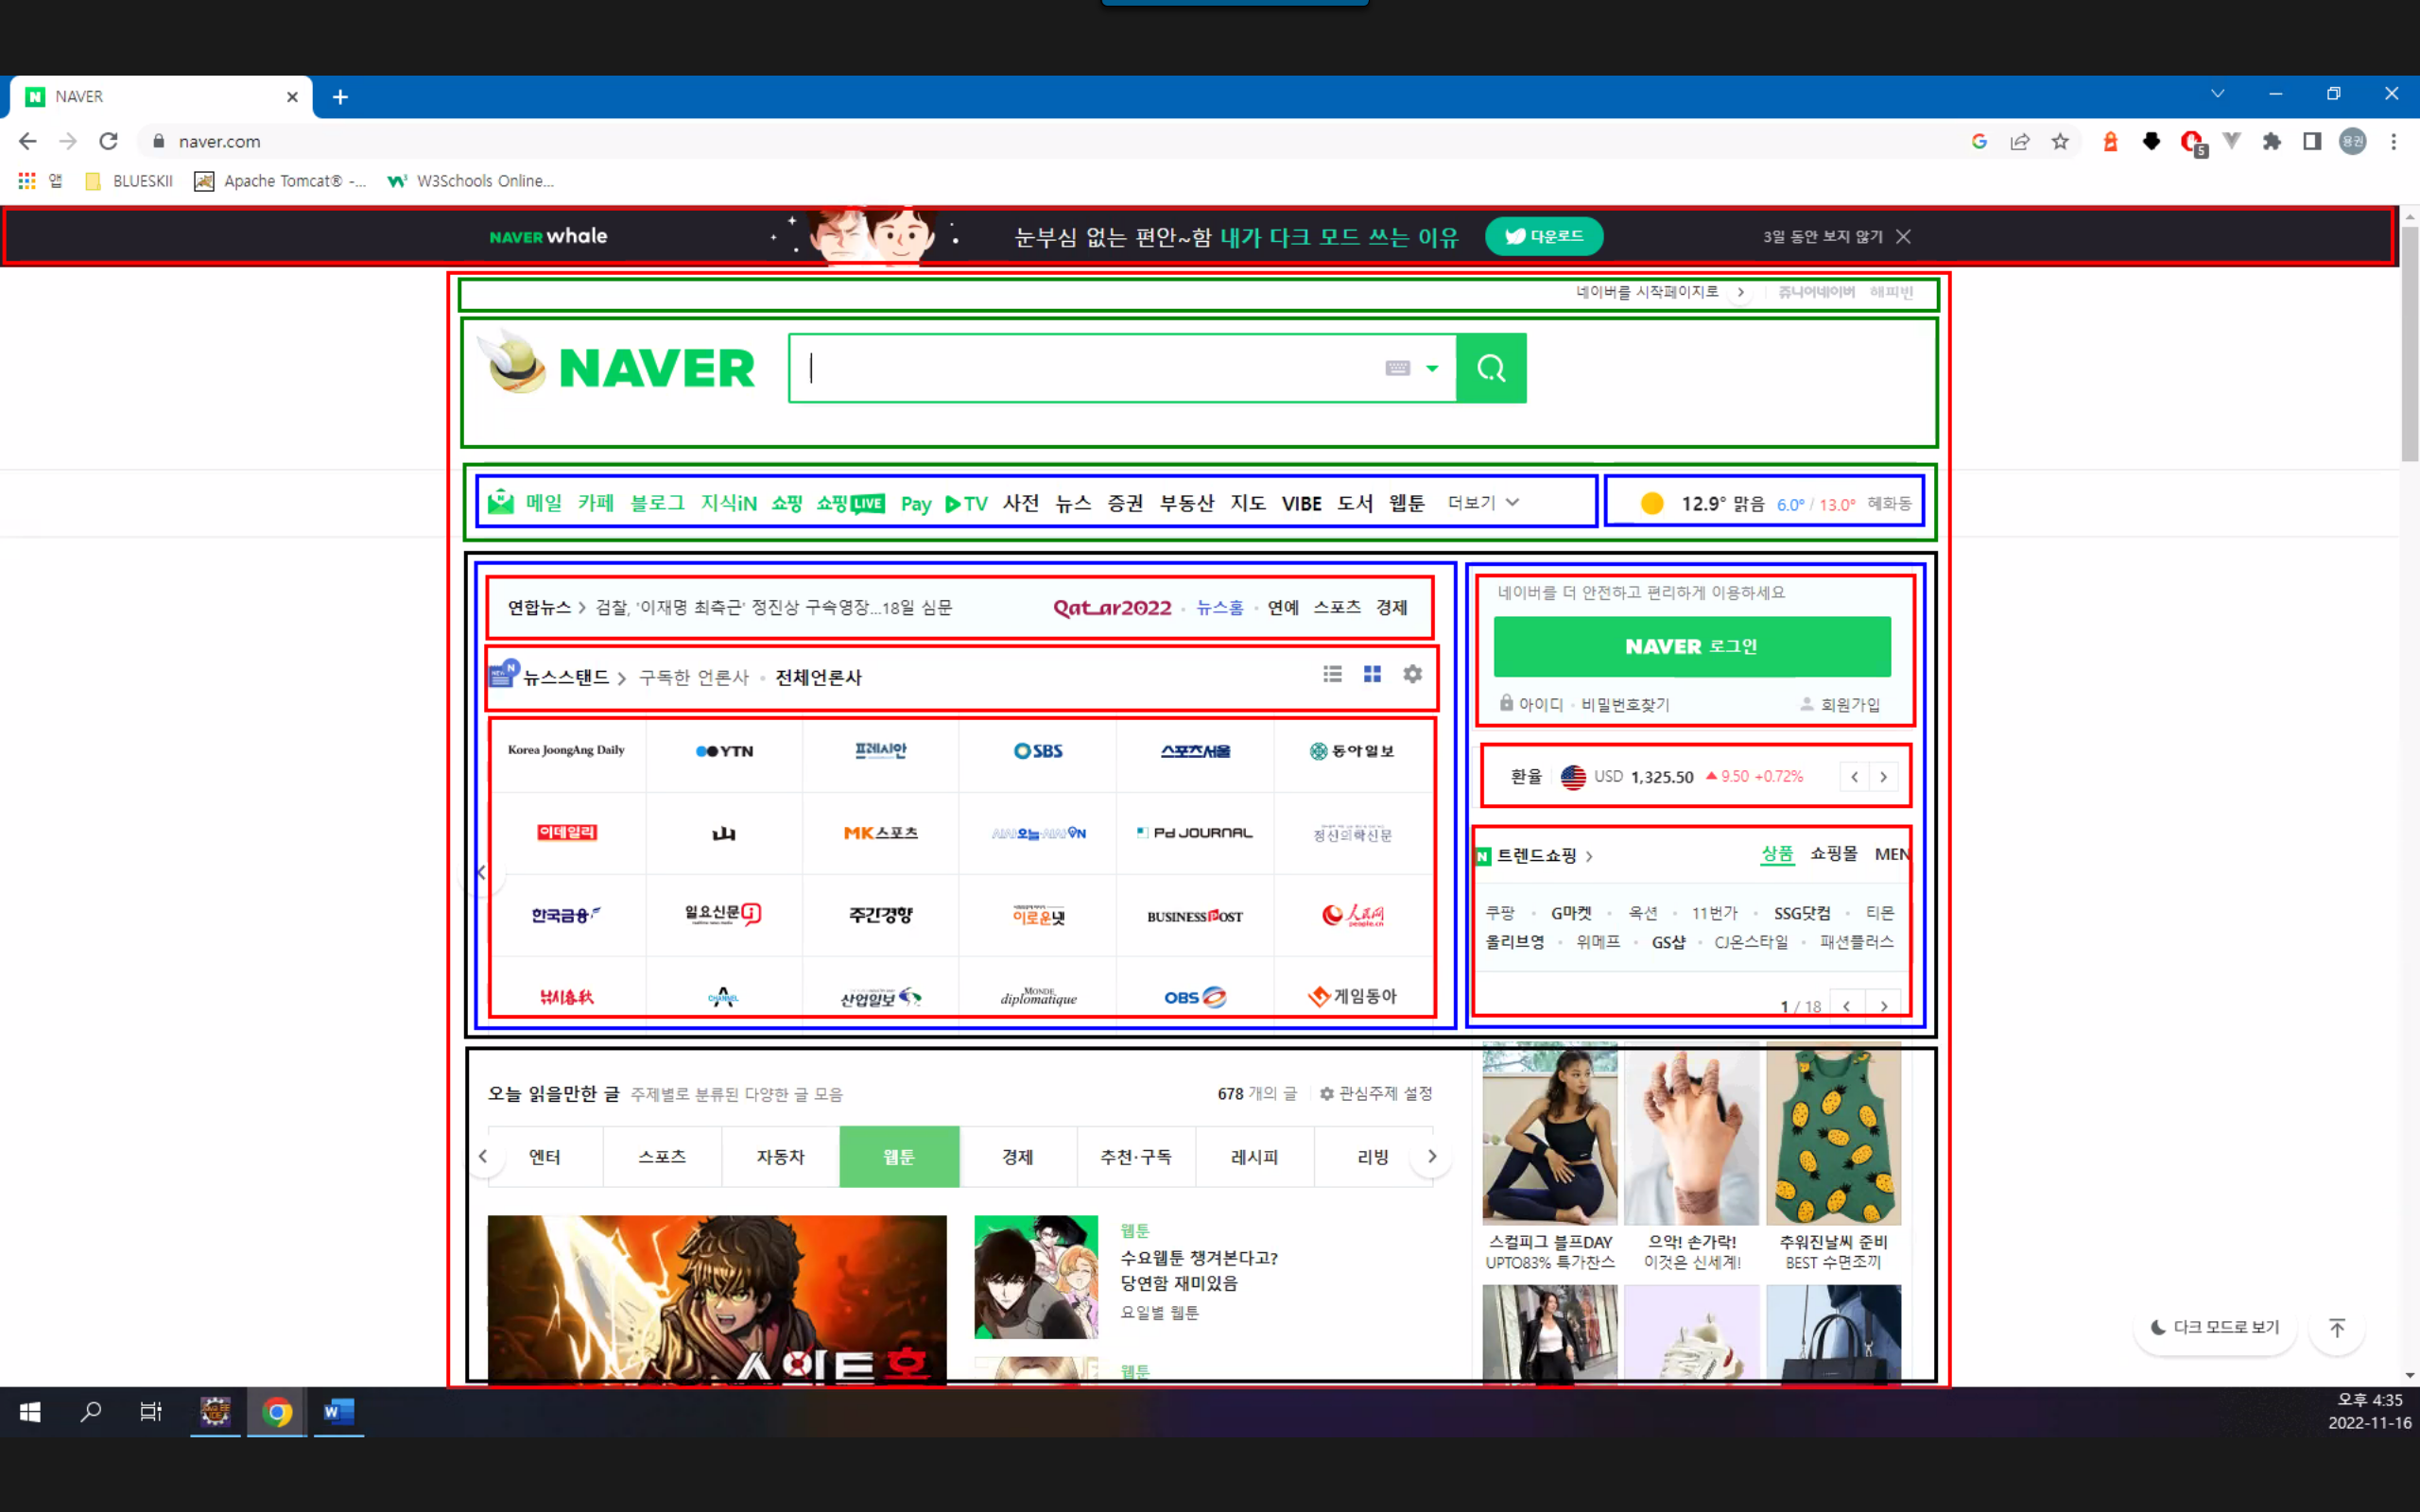 NAVER
naver.com
용권
앱 BLUESKII Apache Tomcat® -... W3Schools Online...
NAVER whale 눈부심 없는 편안~함 내가 다크 모드 쓰는 이유 다운로드 3일 동안 보지 않기
네이버를 시작페이지로 쥬니어네이버 해피빈
NAVER
메일 카페 블로그 지식iN 쇼핑 쇼핑LIVE Pay TV 사전 뉴스 증권 부동산 지도 VIBE 도서 웹툰 더보기
12.9° 맑음 6.0° / 13.0° 혜화동
연합뉴스 > 검찰, '이재명 최측근' 정진상 구속영장...18일 심문 Qatar2022 · 뉴스홈 · 연예 스포츠 경제
뉴스스탠드 > 구독한 언론사 · 전체언론사
Korea JoongAng Daily YTN 프레시안 SBS 스포츠서울 동아일보
이데일리 MK스포츠 Pd JOURNAL 정신의학신문
한국금융 일요신문 주간경향 이로운넷 BUSINESSPOST 人民网 people.cn
낚시春秋 CHANNEL A 산업일보 LE MONDE diplomatique OBS 게임동아
네이버를 더 안전하고 편리하게 이용하세요
NAVER 로그인
아이디 · 비밀번호찾기 회원가입
환율 USD 1,325.50 ▲9.50 +0.72%
트렌드쇼핑 > 상품 쇼핑몰 MEN
쿠팡 · G마켓 · 옥션 · 11번가 · SSG닷컴 · 티몬
올리브영 · 위메프 · GS샵 · CJ온스타일 · 패션플러스
1 / 18
오늘 읽을만한 글 주제별로 분류된 다양한 글 모음 678 개의 글 관심주제 설정
엔터 스포츠 자동차 웹툰 경제 추천·구독 레시피 리빙
웹툰
수요웹툰 챙겨본다고?
당연함 재미있음
요일별 웹툰
웹툰
스컬피그 블프DAY
UPTO83% 특가찬스
으악! 손가락!
이것은 신세계!
추워진날씨 준비
BEST 수면조끼
다크 모드로 보기
오후 4:35
2022-11-16